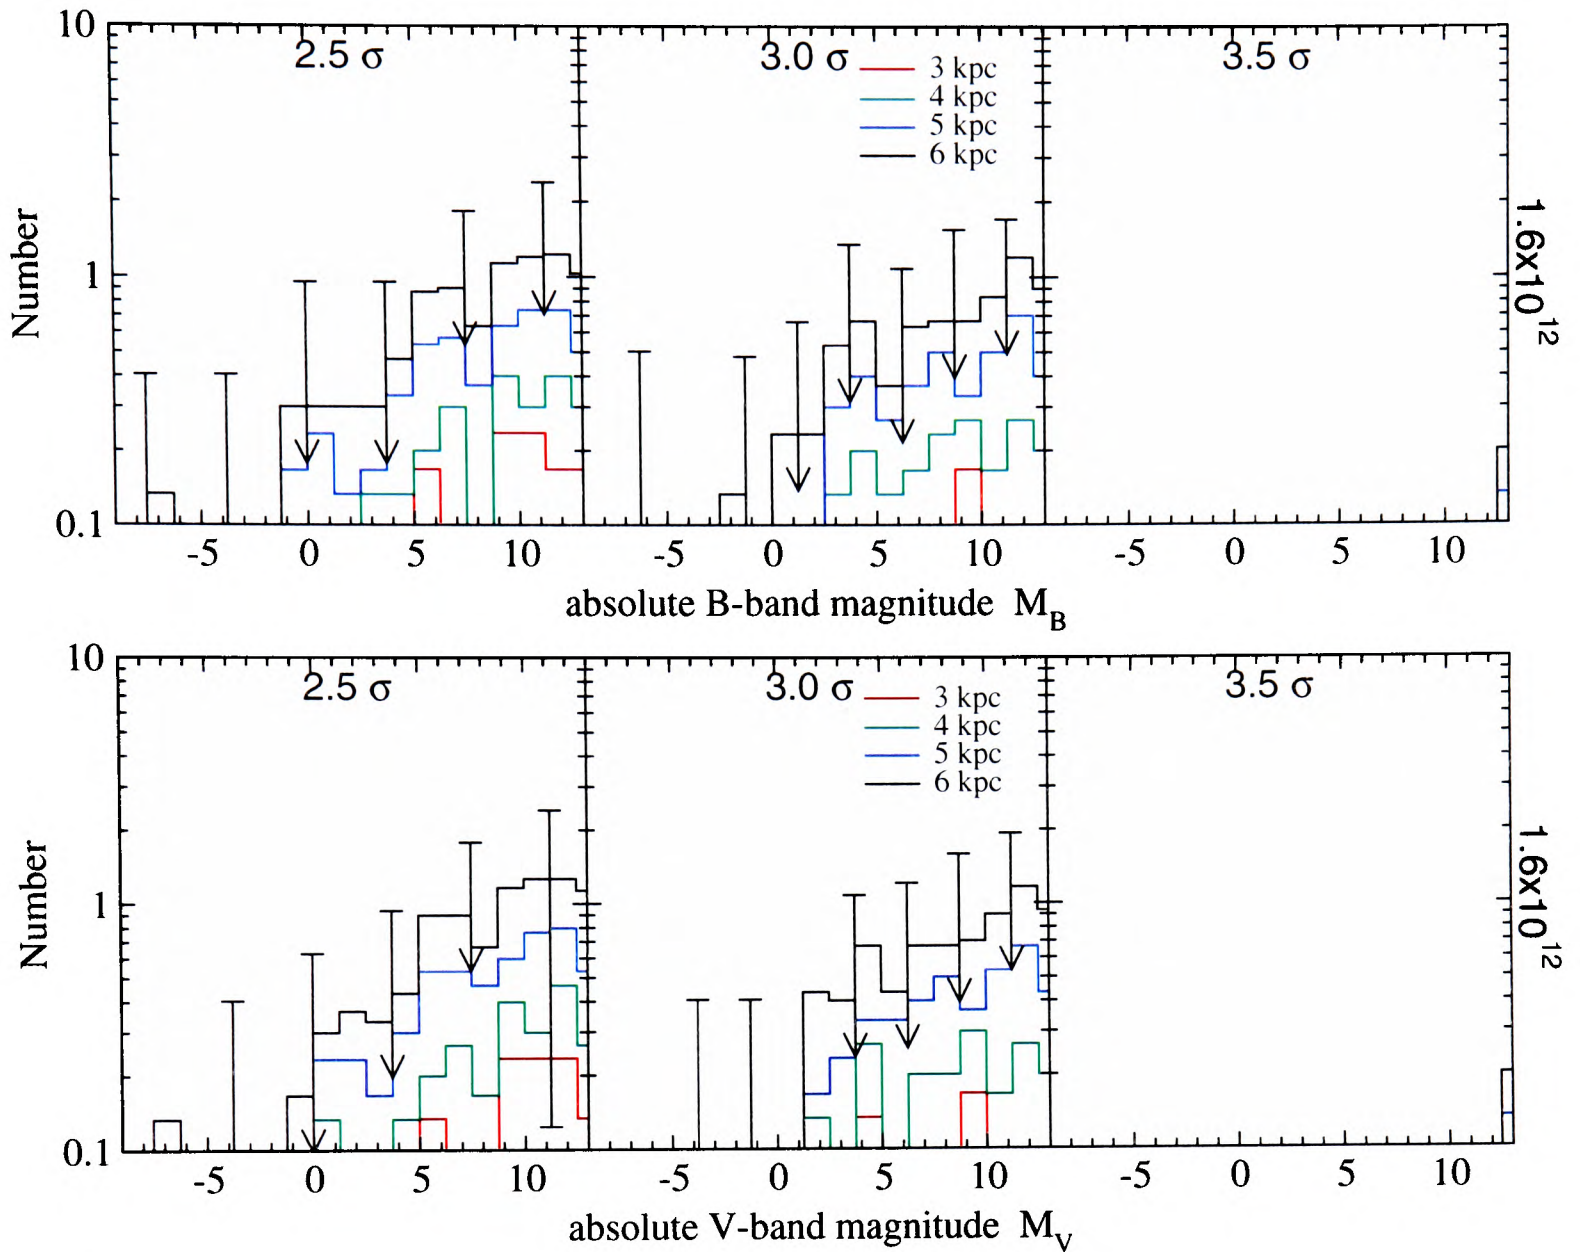 10
2.5 σ
3.0 σ
3.5 σ
3 kpc
4 kpc
5 kpc
6 kpc
Number
1
1.6x10^12
0.1
-5 0 5 10 -5 0 5 10 -5 0 5 10
absolute B-band magnitude M_B
10
2.5 σ
3.0 σ
3.5 σ
3 kpc
4 kpc
5 kpc
6 kpc
Number
1
1.6x10^12
0.1
-5 0 5 10 -5 0 5 10 -5 0 5 10
absolute V-band magnitude M_V